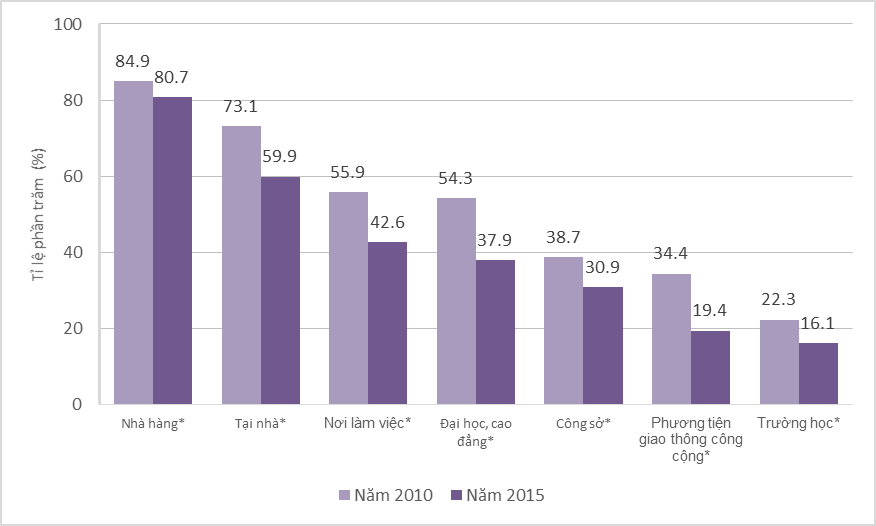 100
84.9
80.7
80
73.1
59.9
60
55.9
54.3
42.6
40
37.9
38.7
30.9
34.4
19.4
20
22.3
16.1
0
Tỉ lệ phần trăm (%)
Nhà hàng*
Tại nhà*
Nơi làm việc*
Đại học, cao
đẳng*
Công sở*
Phương tiện
giao thông công
cộng*
Trường học*
Năm 2010
Năm 2015